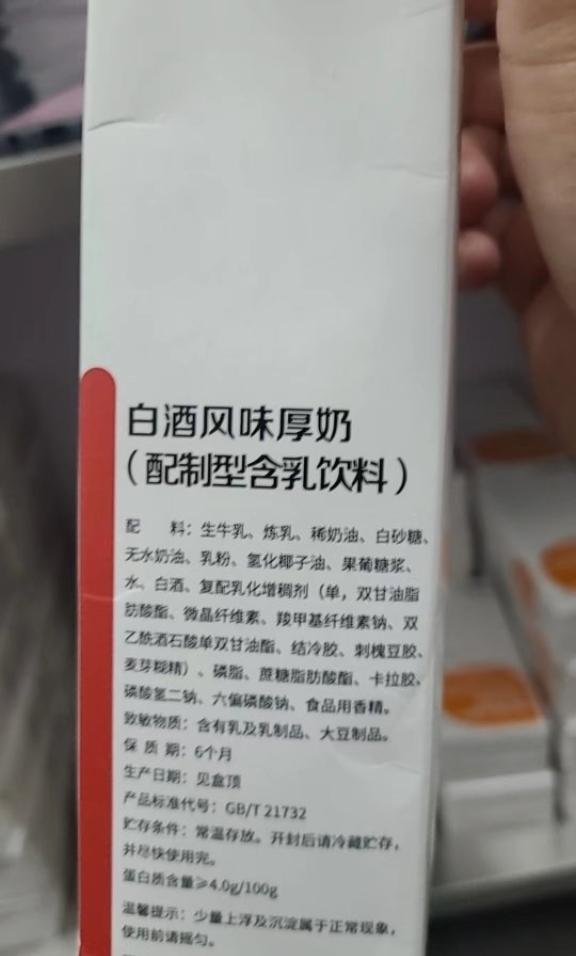 白酒风味厚奶
（配制型含乳饮料）
配 料：生牛乳、炼乳、稀奶油、白砂糖、
无水奶油、乳粉、氢化椰子油、果葡糖浆、
水、白酒、复配乳化增稠剂（单，双甘油脂
肪酸酯、微晶纤维素、羧甲基纤维素钠、双
乙酰酒石酸单双甘油酯、结冷胶、刺槐豆胶、
麦芽糊精）、磷脂、蔗糖脂肪酸酯、卡拉胶、
磷酸氢二钠、六偏磷酸钠、食品用香精。
致敏物质：含有乳及乳制品、大豆制品。
保 质 期：6个月
生产日期：见盒顶
产品标准代号：GB/T 21732
贮存条件：常温存放。开封后请冷藏贮存，
并尽快使用完。
蛋白质含量≥4.0g/100g
温馨提示：少量上浮及沉淀属于正常现象，
使用前请摇匀。